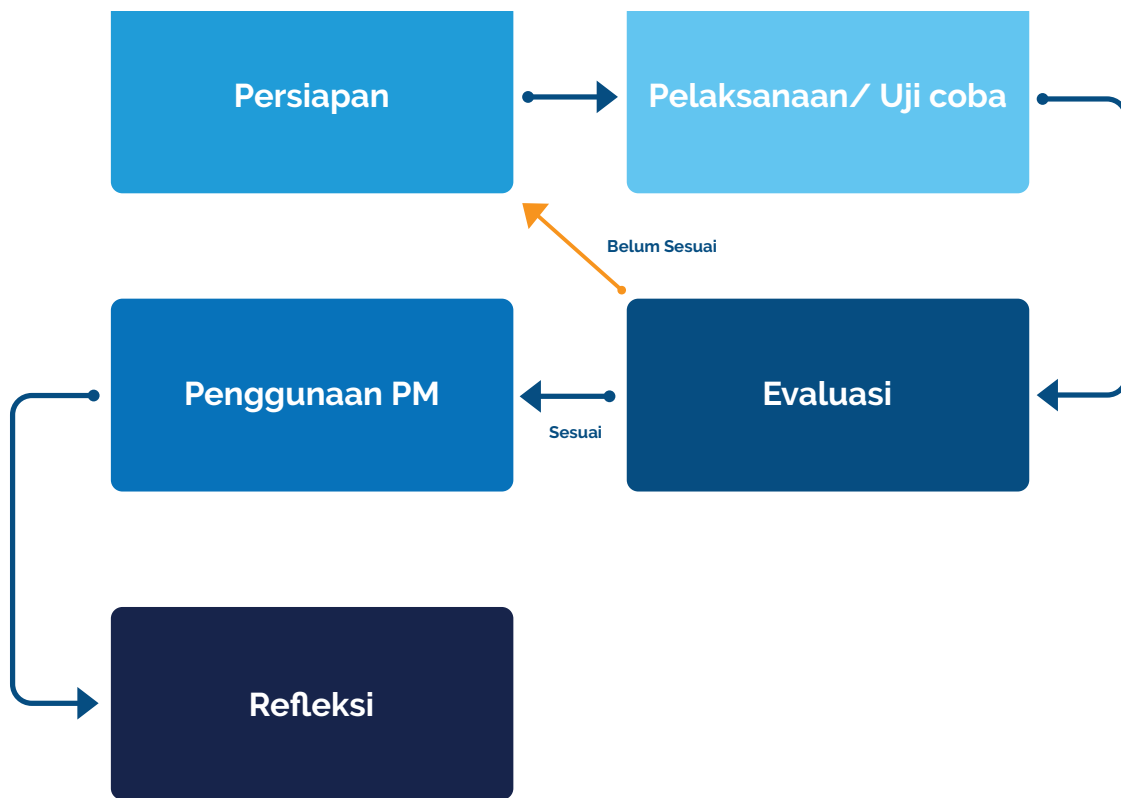 Persiapan
Pelaksanaan/ Uji coba
Belum Sesuai
Penggunaan PM
Evaluasi
Sesuai
Refleksi